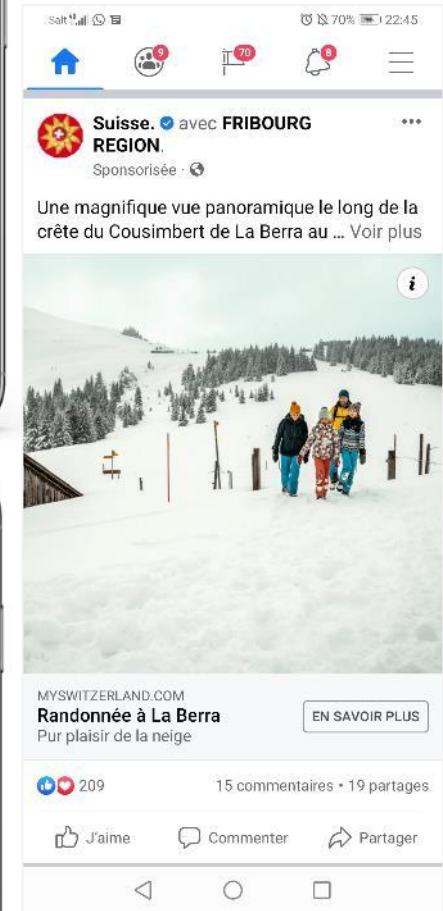 Salt 70% 22:45
9 70 8
Suisse. avec FRIBOURG
REGION.
Sponsorisée ·
Une magnifique vue panoramique le long de la
crête du Cousimbert de La Berra au ... Voir plus
i
MYSWITZERLAND.COM
Randonnée à La Berra
Pur plaisir de la neige
EN SAVOIR PLUS
209
15 commentaires • 19 partages
J'aime Commenter Partager